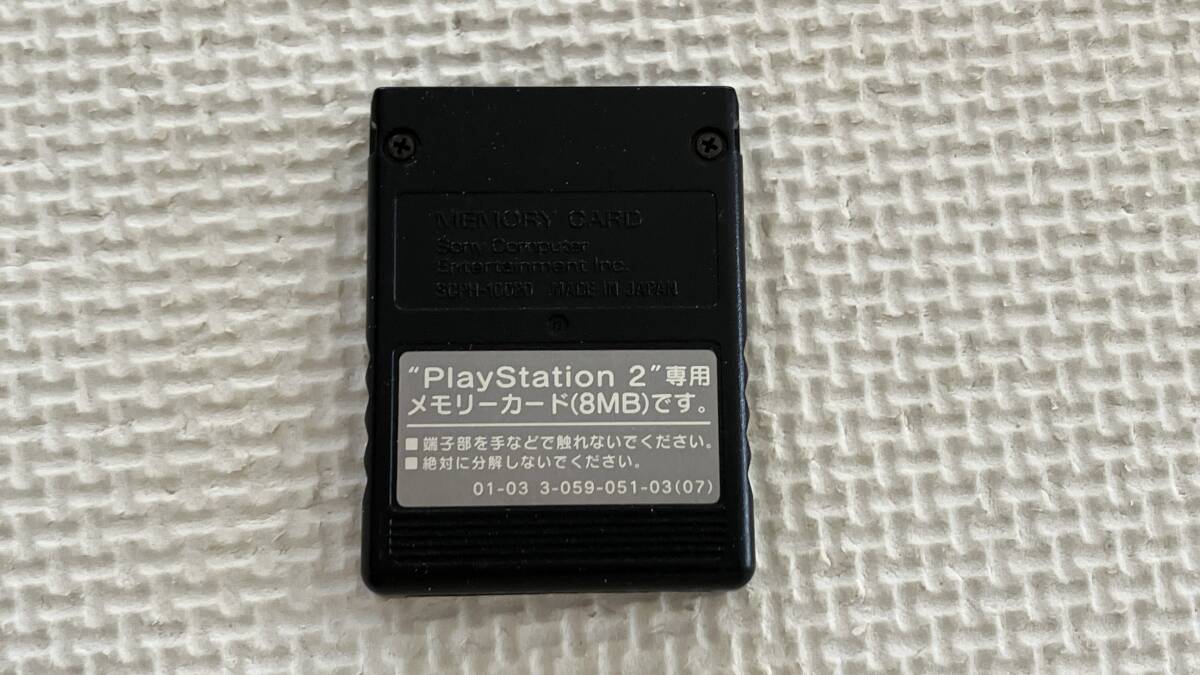 MEMORY CARD
Sony Computer
Entertainment Inc.
SCPH-10020 MADE IN JAPAN
"PlayStation 2"専用
メモリーカード(8MB)です。
■ 端子部を手などで触れないでください。
■ 絶対に分解しないでください。
01-03 3-059-051-03(07)